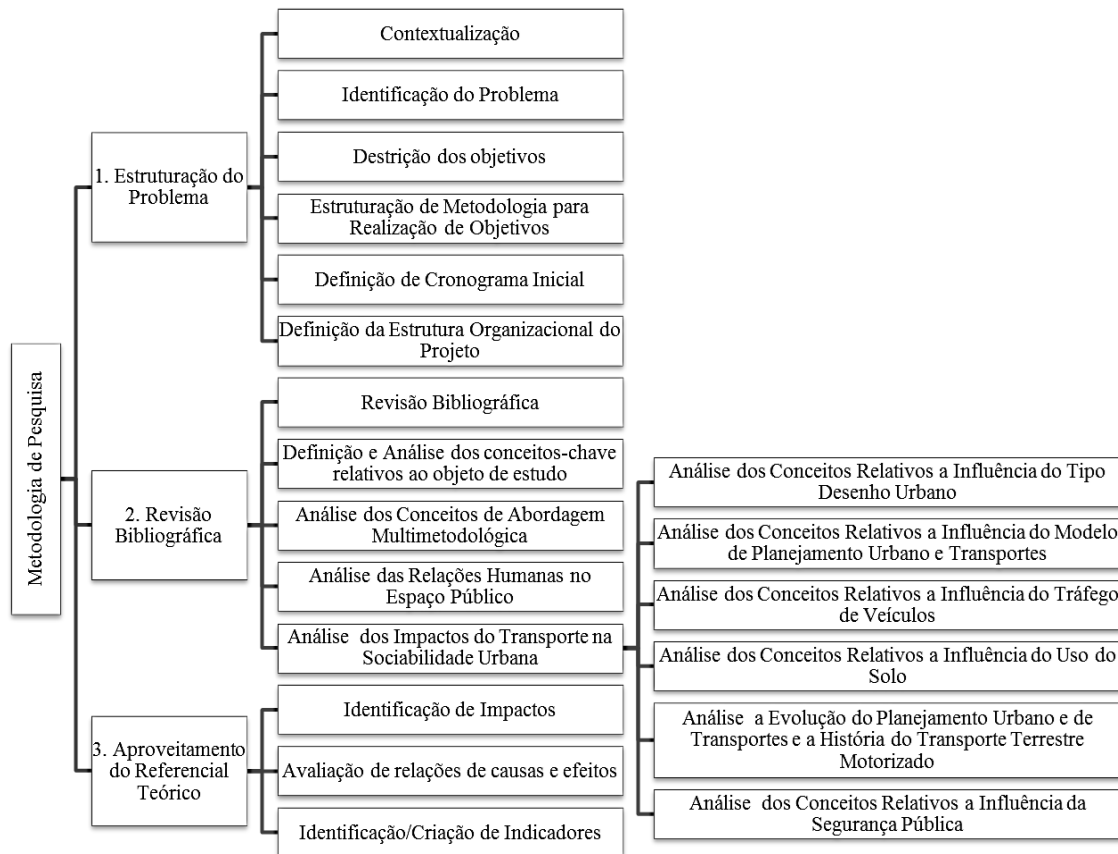 Metodologia de Pesquisa
1. Estruturação do
Problema
Contextualização
Identificação do Problema
Destrição dos objetivos
Estruturação de Metodologia para
Realização de Objetivos
Definição de Cronograma Inicial
Definição da Estrutura Organizacional do
Projeto
2. Revisão
Bibliográfica
Revisão Bibliográfica
Definição e Análise dos conceitos-chave
relativos ao objeto de estudo
Análise dos Conceitos de Abordagem
Multimetodológica
Análise das Relações Humanas no
Espaço Público
Análise dos Impactos do Transporte na
Sociabilidade Urbana
Análise dos Conceitos Relativos a Influência do Tipo
Desenho Urbano
Análise dos Conceitos Relativos a Influência do Modelo
de Planejamento Urbano e Transportes
Análise dos Conceitos Relativos a Influência do Tráfego
de Veículos
Análise dos Conceitos Relativos a Influência do Uso do
Solo
Análise a Evolução do Planejamento Urbano e de
Transportes e a História do Transporte Terrestre
Motorizado
Análise dos Conceitos Relativos a Influência da
Segurança Pública
3. Aproveitamento
do Referencial
Teórico
Identificação de Impactos
Avaliação de relações de causas e efeitos
Identificação/Criação de Indicadores